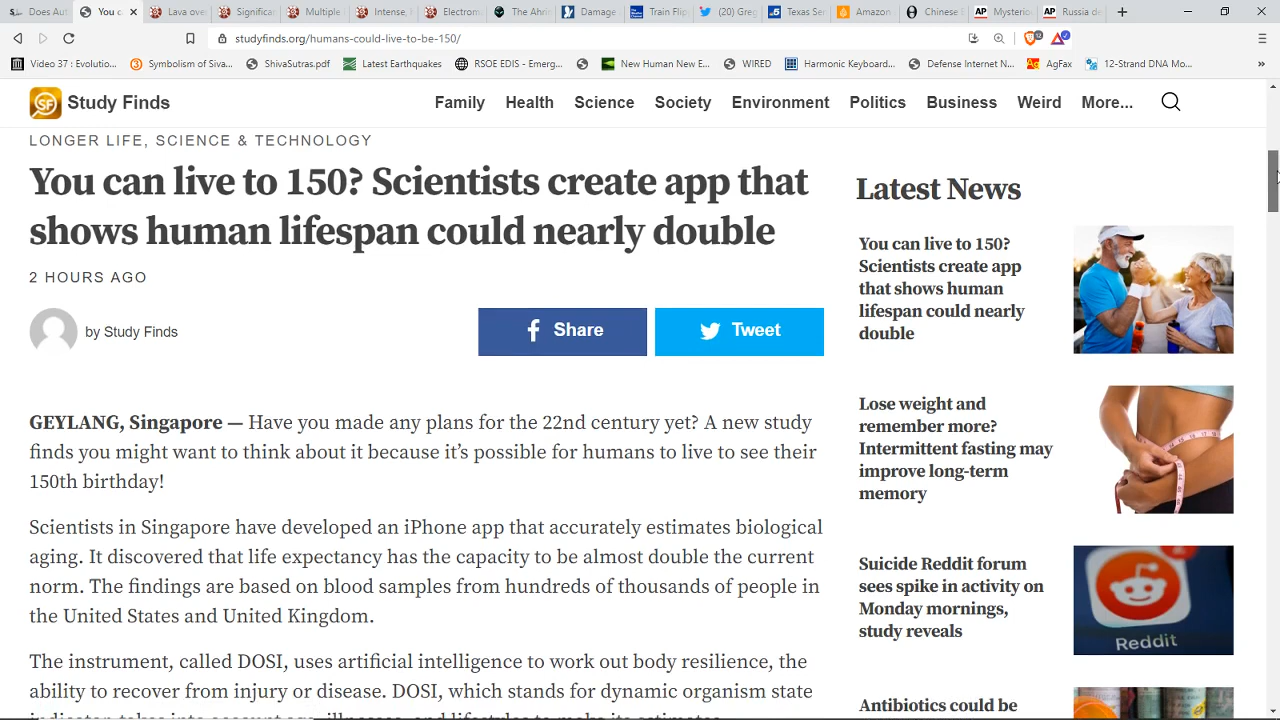 Does Aut
You c
Lava ove
Significar
Multiple
Intense, I
Electrom
The Ahri
Damage
Train Flip
(20) Gre
Texas Ser
Amazon
Chinese I
Mysterio
Russia de
studyfinds.org/humans-could-live-to-be-150/
Video 37 : Evolutio...
Symbolism of Siva...
ShivaSutras.pdf
Latest Earthquakes
RSOE EDIS - Emerg...
New Human New E...
WIRED
Harmonic Keyboard...
Defense Internet N...
AgFax
12-Strand DNA Mo...
SF Study Finds
Family Health Science Society Environment Politics Business Weird More...
LONGER LIFE, SCIENCE & TECHNOLOGY
You can live to 150? Scientists create app that
shows human lifespan could nearly double
2 HOURS AGO
by Study Finds
Share
Tweet
GEYLANG, Singapore — Have you made any plans for the 22nd century yet? A new study
finds you might want to think about it because it’s possible for humans to live to see their
150th birthday!
Scientists in Singapore have developed an iPhone app that accurately estimates biological
aging. It discovered that life expectancy has the capacity to be almost double the current
norm. The findings are based on blood samples from hundreds of thousands of people in
the United States and United Kingdom.
The instrument, called DOSI, uses artificial intelligence to work out body resilience, the
ability to recover from injury or disease. DOSI, which stands for dynamic organism state
Latest News
You can live to 150?
Scientists create app
that shows human
lifespan could nearly
double
Lose weight and
remember more?
Intermittent fasting may
improve long-term
memory
Suicide Reddit forum
sees spike in activity on
Monday mornings,
study reveals
Reddit
Antibiotics could be